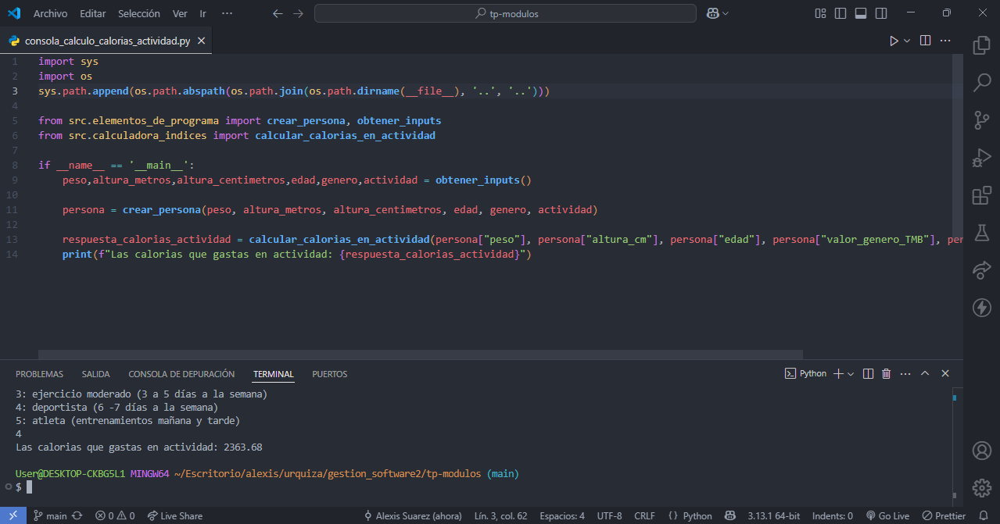 Archivo Editar Selección Ver Ir ··· tp-modulos
consola_calculo_calorias_actividad.py
1 import sys
2 import os
3 sys.path.append(os.path.abspath(os.path.join(os.path.dirname(__file__), '..', '..')))
4
5 from src.elementos_de_programa import crear_persona, obtener_inputs
6 from src.calculadora_indices import calcular_calorias_en_actividad
7
8 if __name__ == '__main__':
9 peso,altura_metros,altura_centimetros,edad,genero,actividad = obtener_inputs()
10
11 persona = crear_persona(peso, altura_metros, altura_centimetros, edad, genero, actividad)
12
13 respuesta_calorias_actividad = calcular_calorias_en_actividad(persona["peso"], persona["altura_cm"], persona["edad"], persona["valor_genero_TMB"], per
14 print(f"Las calorias que gastas en actividad: {respuesta_calorias_actividad}")
PROBLEMAS SALIDA CONSOLA DE DEPURACIÓN TERMINAL PUERTOS Python
3: ejercicio moderado (3 a 5 días a la semana)
4: deportista (6 -7 días a la semana)
5: atleta (entrenamientos mañana y tarde)
4
Las calorias que gastas en actividad: 2363.68
User@DESKTOP-CKBG5L1 MINGW64 ~/Escritorio/alexis/urquiza/gestion_software2/tp-modulos (main)
$
main 0 0 Live Share Alexis Suarez (ahora) Lín. 3, col. 62 Espacios: 4 UTF-8 CRLF {} Python 3.13.1 64-bit Indents: 0 Go Live Prettier